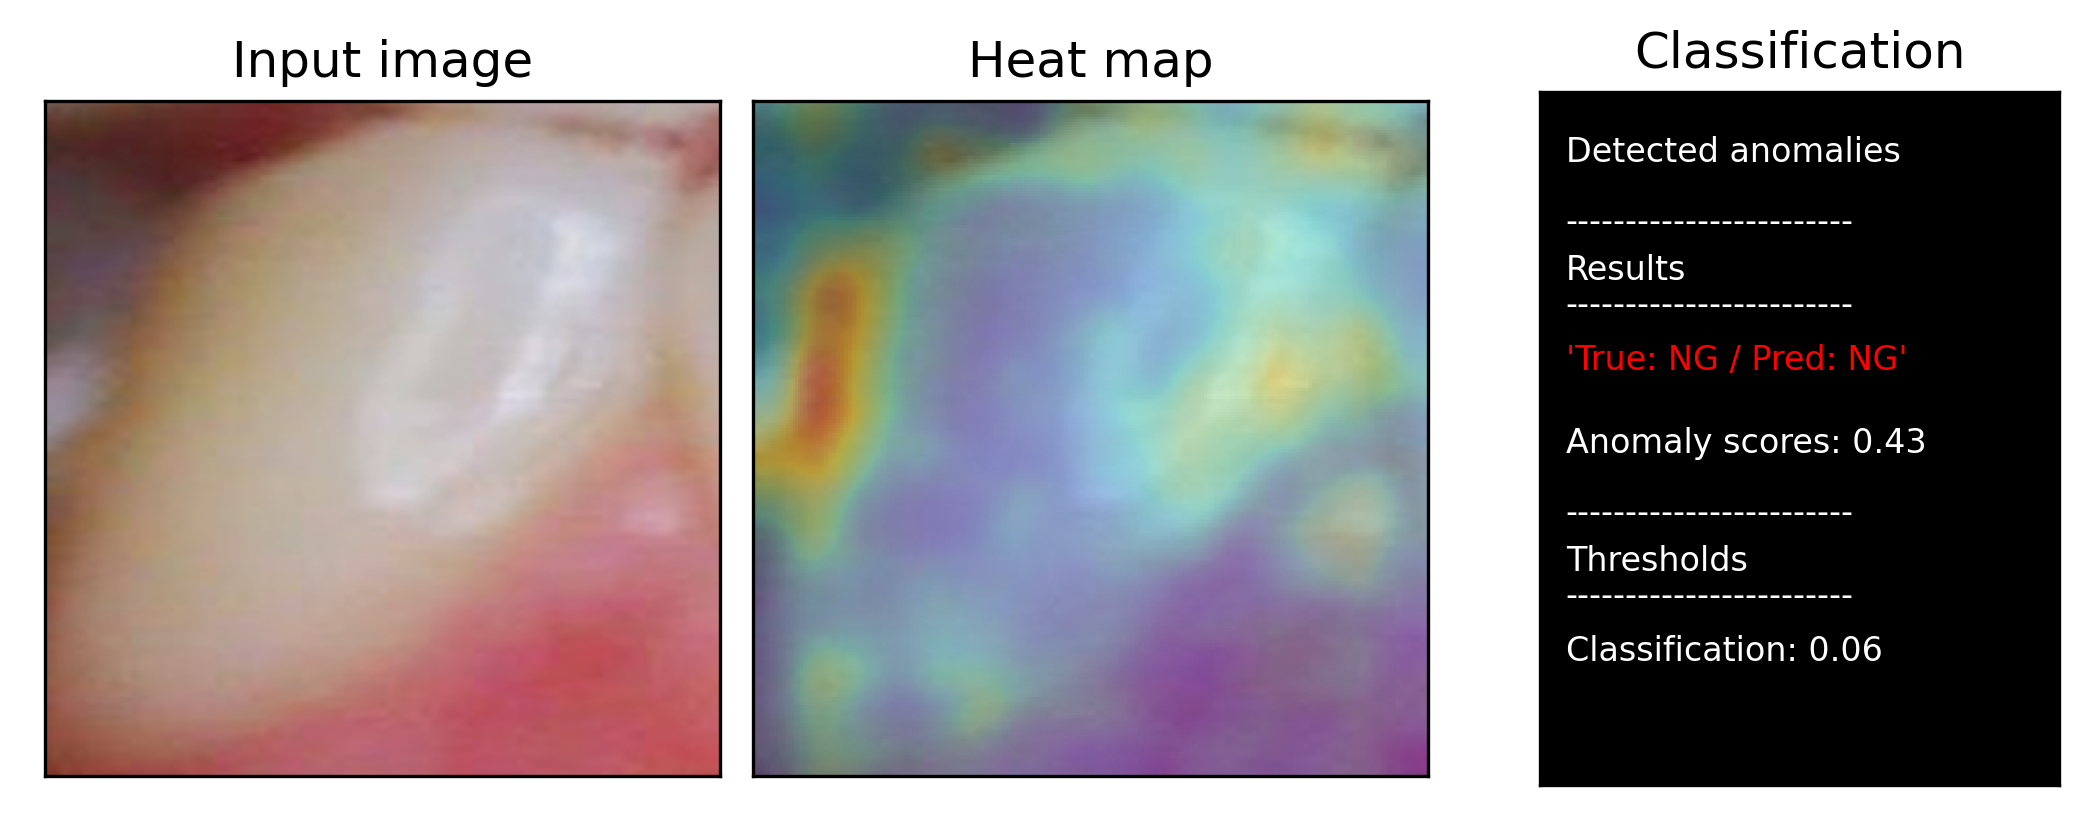 Input image
Heat map
Classification
Detected anomalies
------------------------
Results
------------------------
'True: NG / Pred: NG'
Anomaly scores: 0.43
------------------------
Thresholds
------------------------
Classification: 0.06